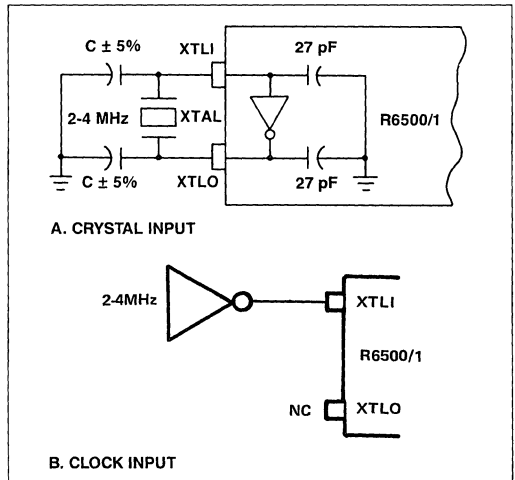 C ± 5%
XTLI
27 pF
2-4 MHz
XTAL
R6500/1
C ± 5%
XTLO
27 pF
A. CRYSTAL INPUT
2-4MHz
XTLI
R6500/1
NC
XTLO
B. CLOCK INPUT